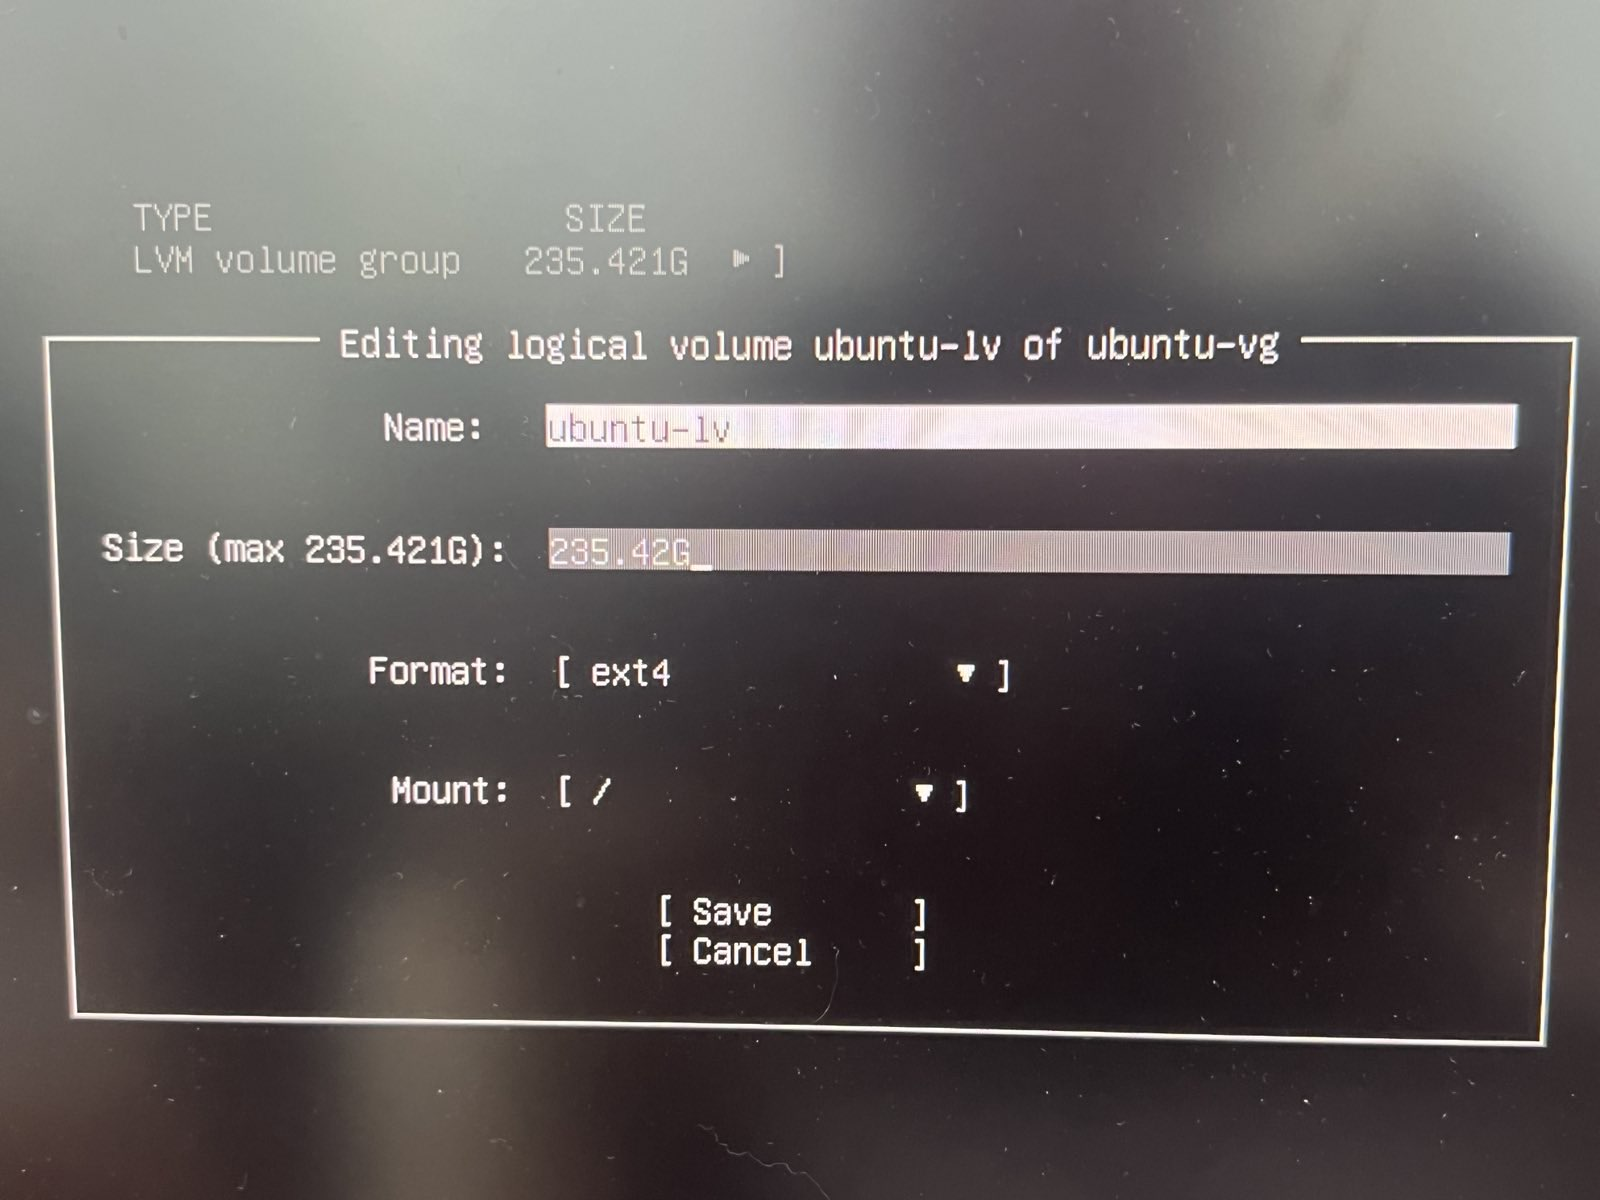 TYPE SIZE
LVM volume group 235.421G ▸ ]
Editing logical volume ubuntu-lv of ubuntu-vg
Name: ubuntu-lv
Size (max 235.421G): 235.42G_
Format: [ ext4 ▾ ]
Mount: [ / ▾ ]
[ Save ]
[ Cancel ]